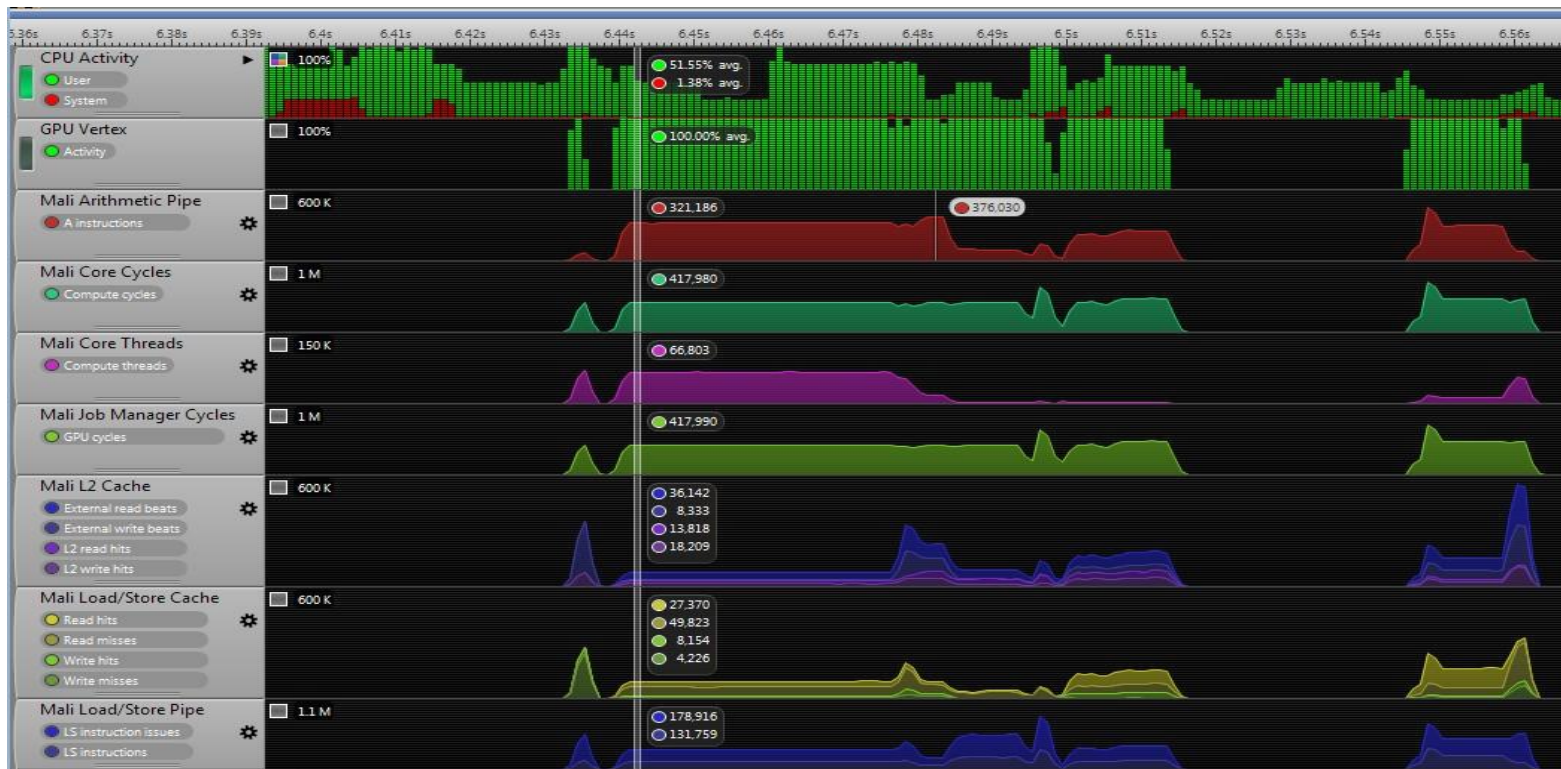 5.36s 6.37s 6.38s 6.39s 6.4s 6.41s 6.42s 6.43s 6.44s 6.45s 6.46s 6.47s 6.48s 6.49s 6.5s 6.51s 6.52s 6.53s 6.54s 6.55s 6.56s
CPU Activity
100%
User
System
51.55% avg.
1.38% avg.
GPU Vertex
100%
Activity
100.00% avg.
Mali Arithmetic Pipe
600 K
A instructions
321,186
376,030
Mali Core Cycles
1 M
Compute cycles
417,980
Mali Core Threads
150 K
Compute threads
66,803
Mali Job Manager Cycles
1 M
GPU cycles
417,990
Mali L2 Cache
600 K
External read beats
External write beats
L2 read hits
L2 write hits
36,142
8,333
13,818
18,209
Mali Load/Store Cache
600 K
Read hits
Read misses
Write hits
Write misses
27,370
49,823
8,154
4,226
Mali Load/Store Pipe
1.1 M
LS instruction issues
LS instructions
178,916
131,759